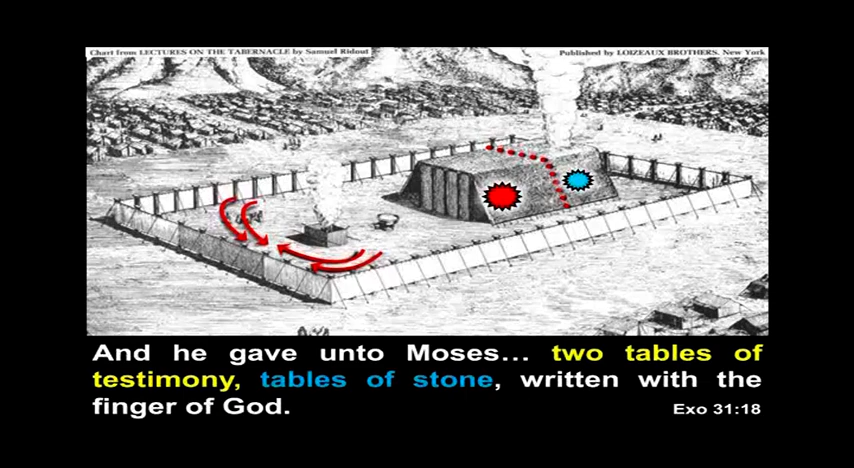 Chart from LECTURES ON THE TABERNACLE by Samuel Ridout
Published by LOIZEAUX BROTHERS. New York
And he gave unto Moses... two tables of
testimony, tables of stone, written with the
finger of God.
Exo 31:18